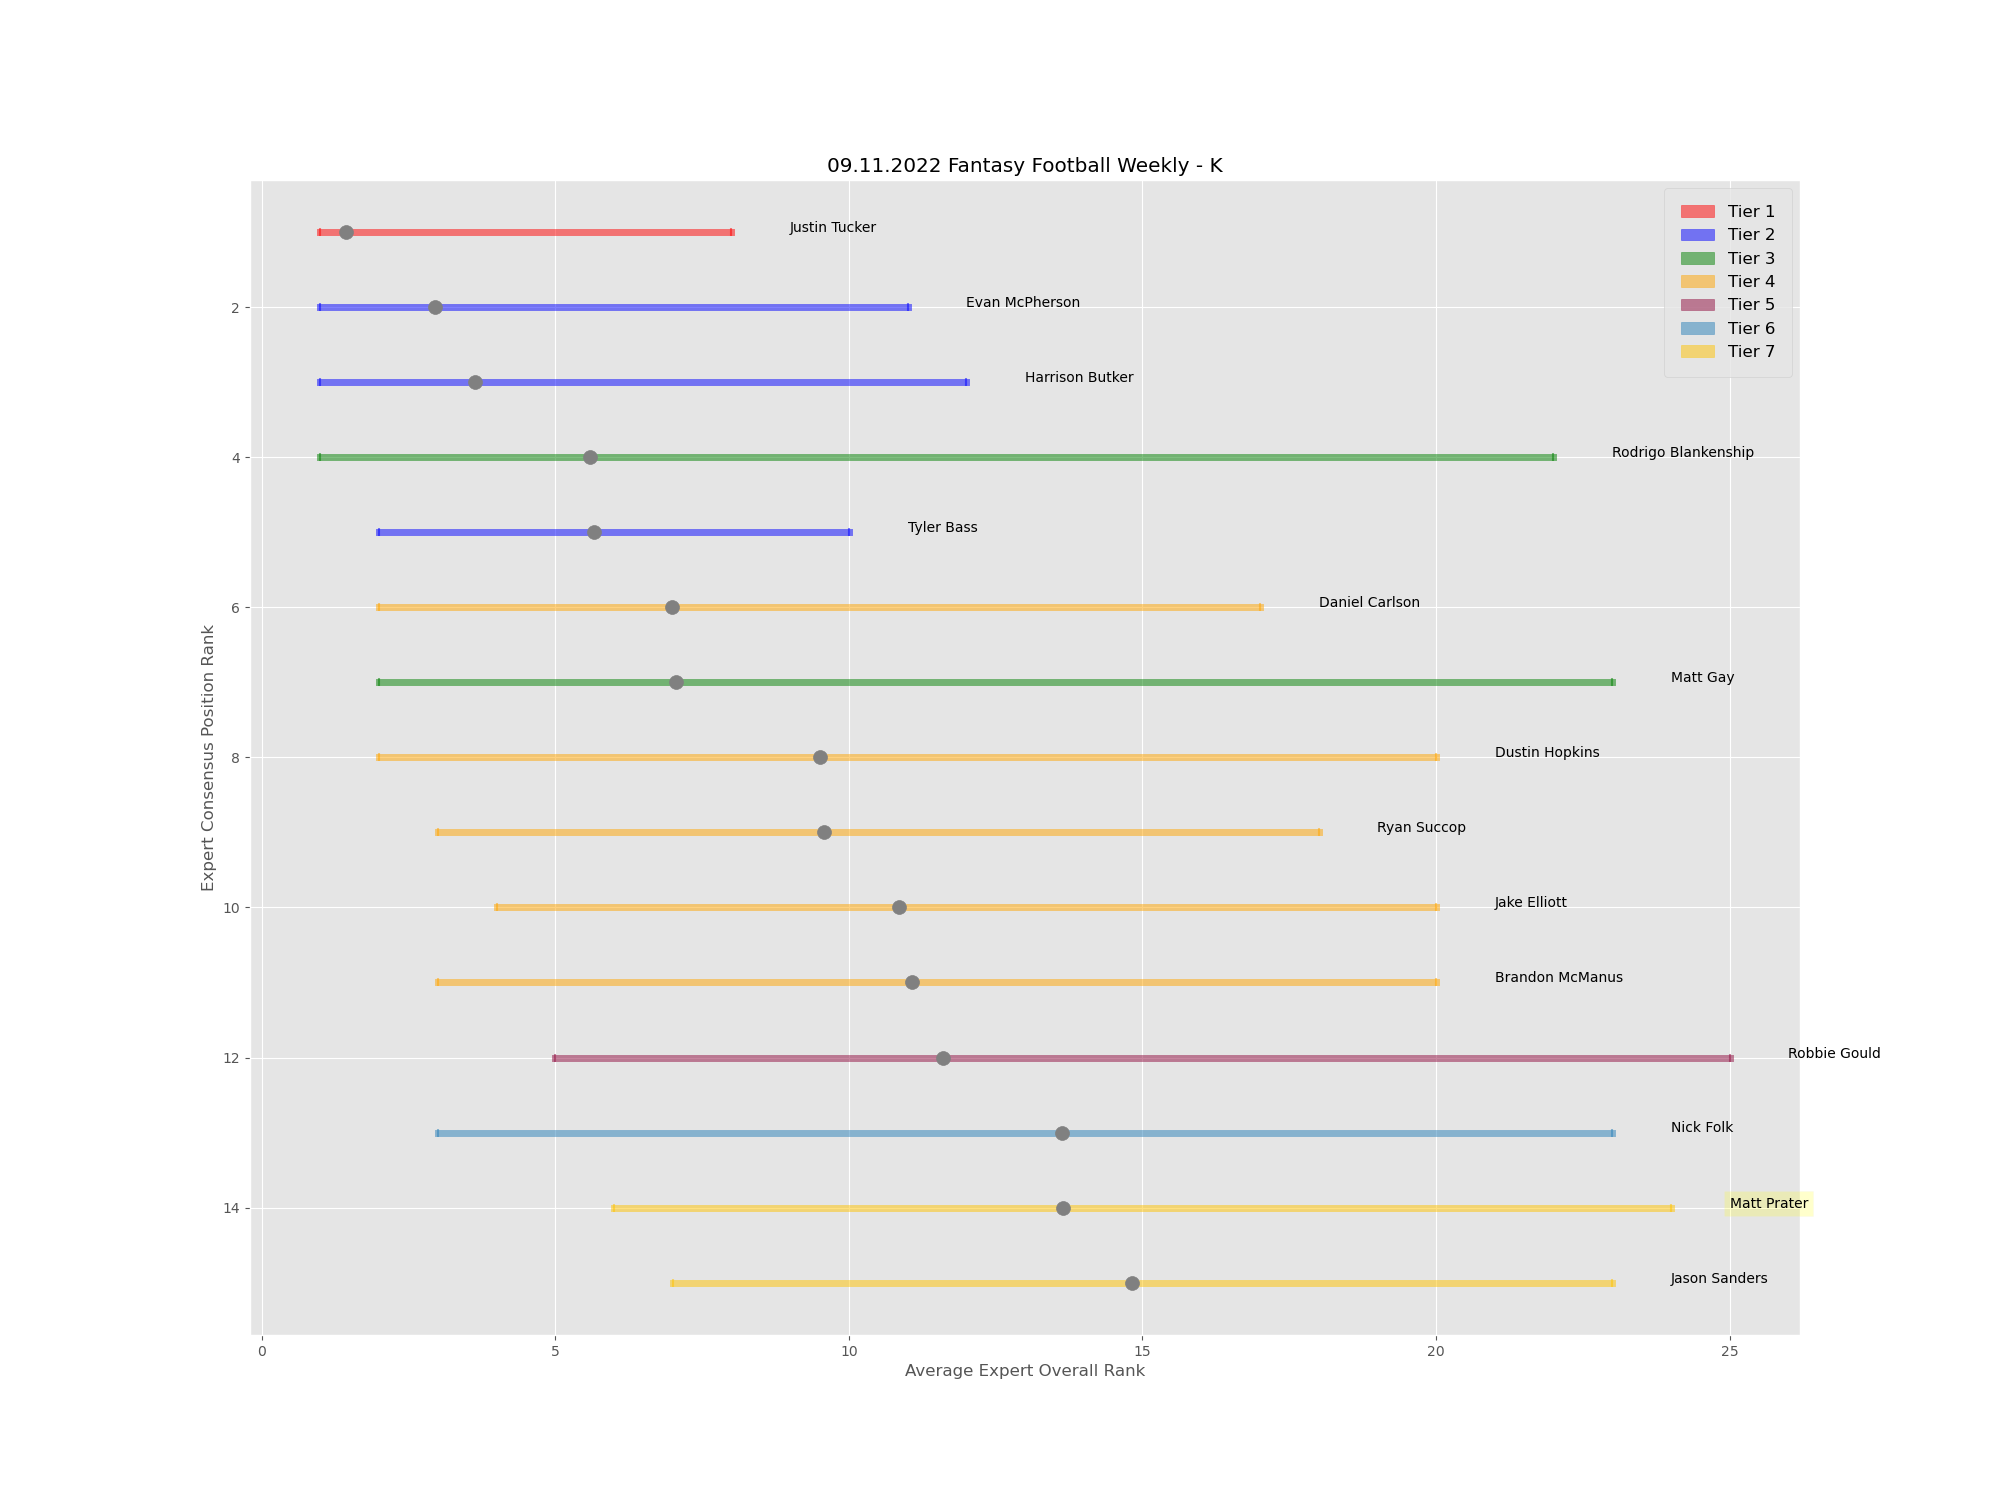 09.11.2022 Fantasy Football Weekly - K
Tier 1
Tier 2
Tier 3
Tier 4
Tier 5
Tier 6
Tier 7
Justin Tucker
2
Evan McPherson
Harrison Butker
4
Rodrigo Blankenship
Tyler Bass
6
Daniel Carlson
Matt Gay
8
Dustin Hopkins
Ryan Succop
10
Jake Elliott
Brandon McManus
12
Robbie Gould
Nick Folk
14
Matt Prater
Jason Sanders
Expert Consensus Position Rank
0 5 10 15 20 25
Average Expert Overall Rank